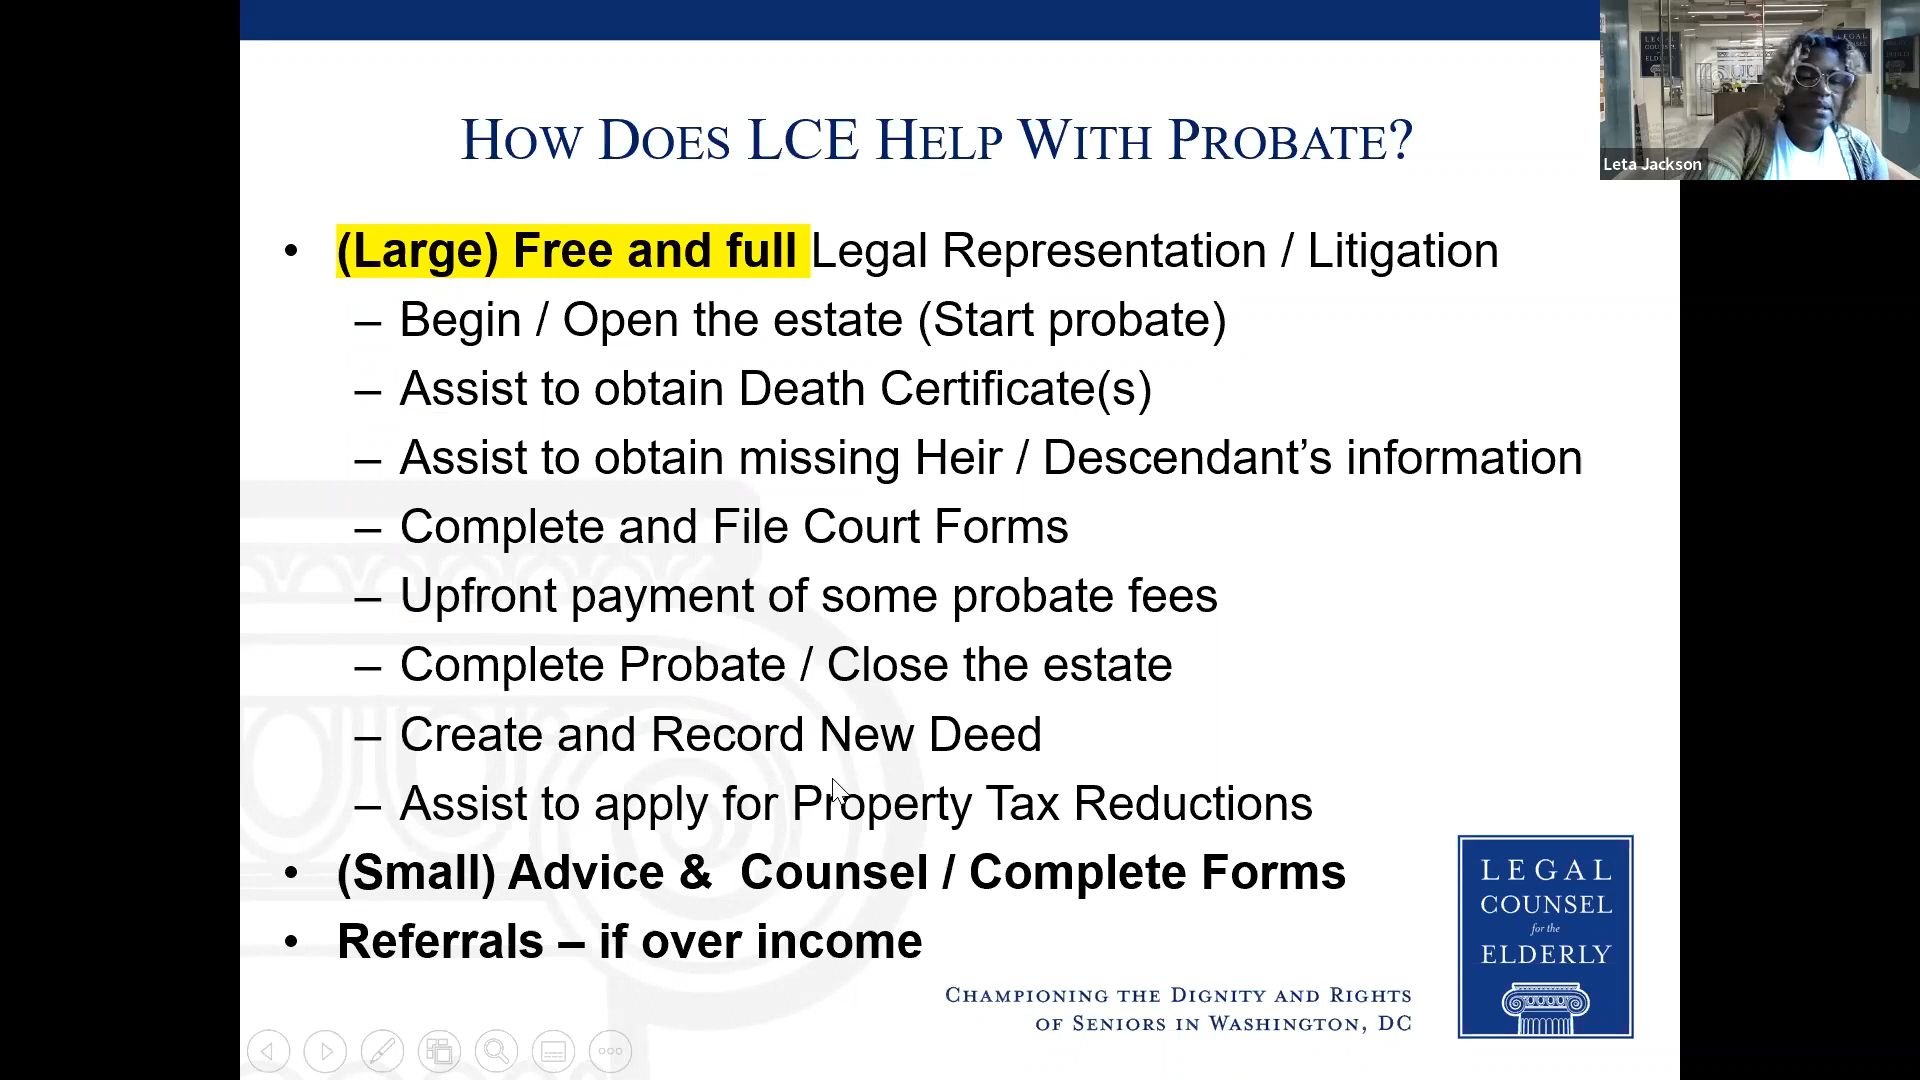 HOW DOES LCE HELP WITH PROBATE?
Leta Jackson
• (Large) Free and full Legal Representation / Litigation
– Begin / Open the estate (Start probate)
– Assist to obtain Death Certificate(s)
– Assist to obtain missing Heir / Descendant’s information
– Complete and File Court Forms
– Upfront payment of some probate fees
– Complete Probate / Close the estate
– Create and Record New Deed
– Assist to apply for Property Tax Reductions
• (Small) Advice &  Counsel / Complete Forms
• Referrals – if over income
CHAMPIONING THE DIGNITY AND RIGHTS
OF SENIORS IN WASHINGTON, DC
LEGAL
COUNSEL
for the
ELDERLY